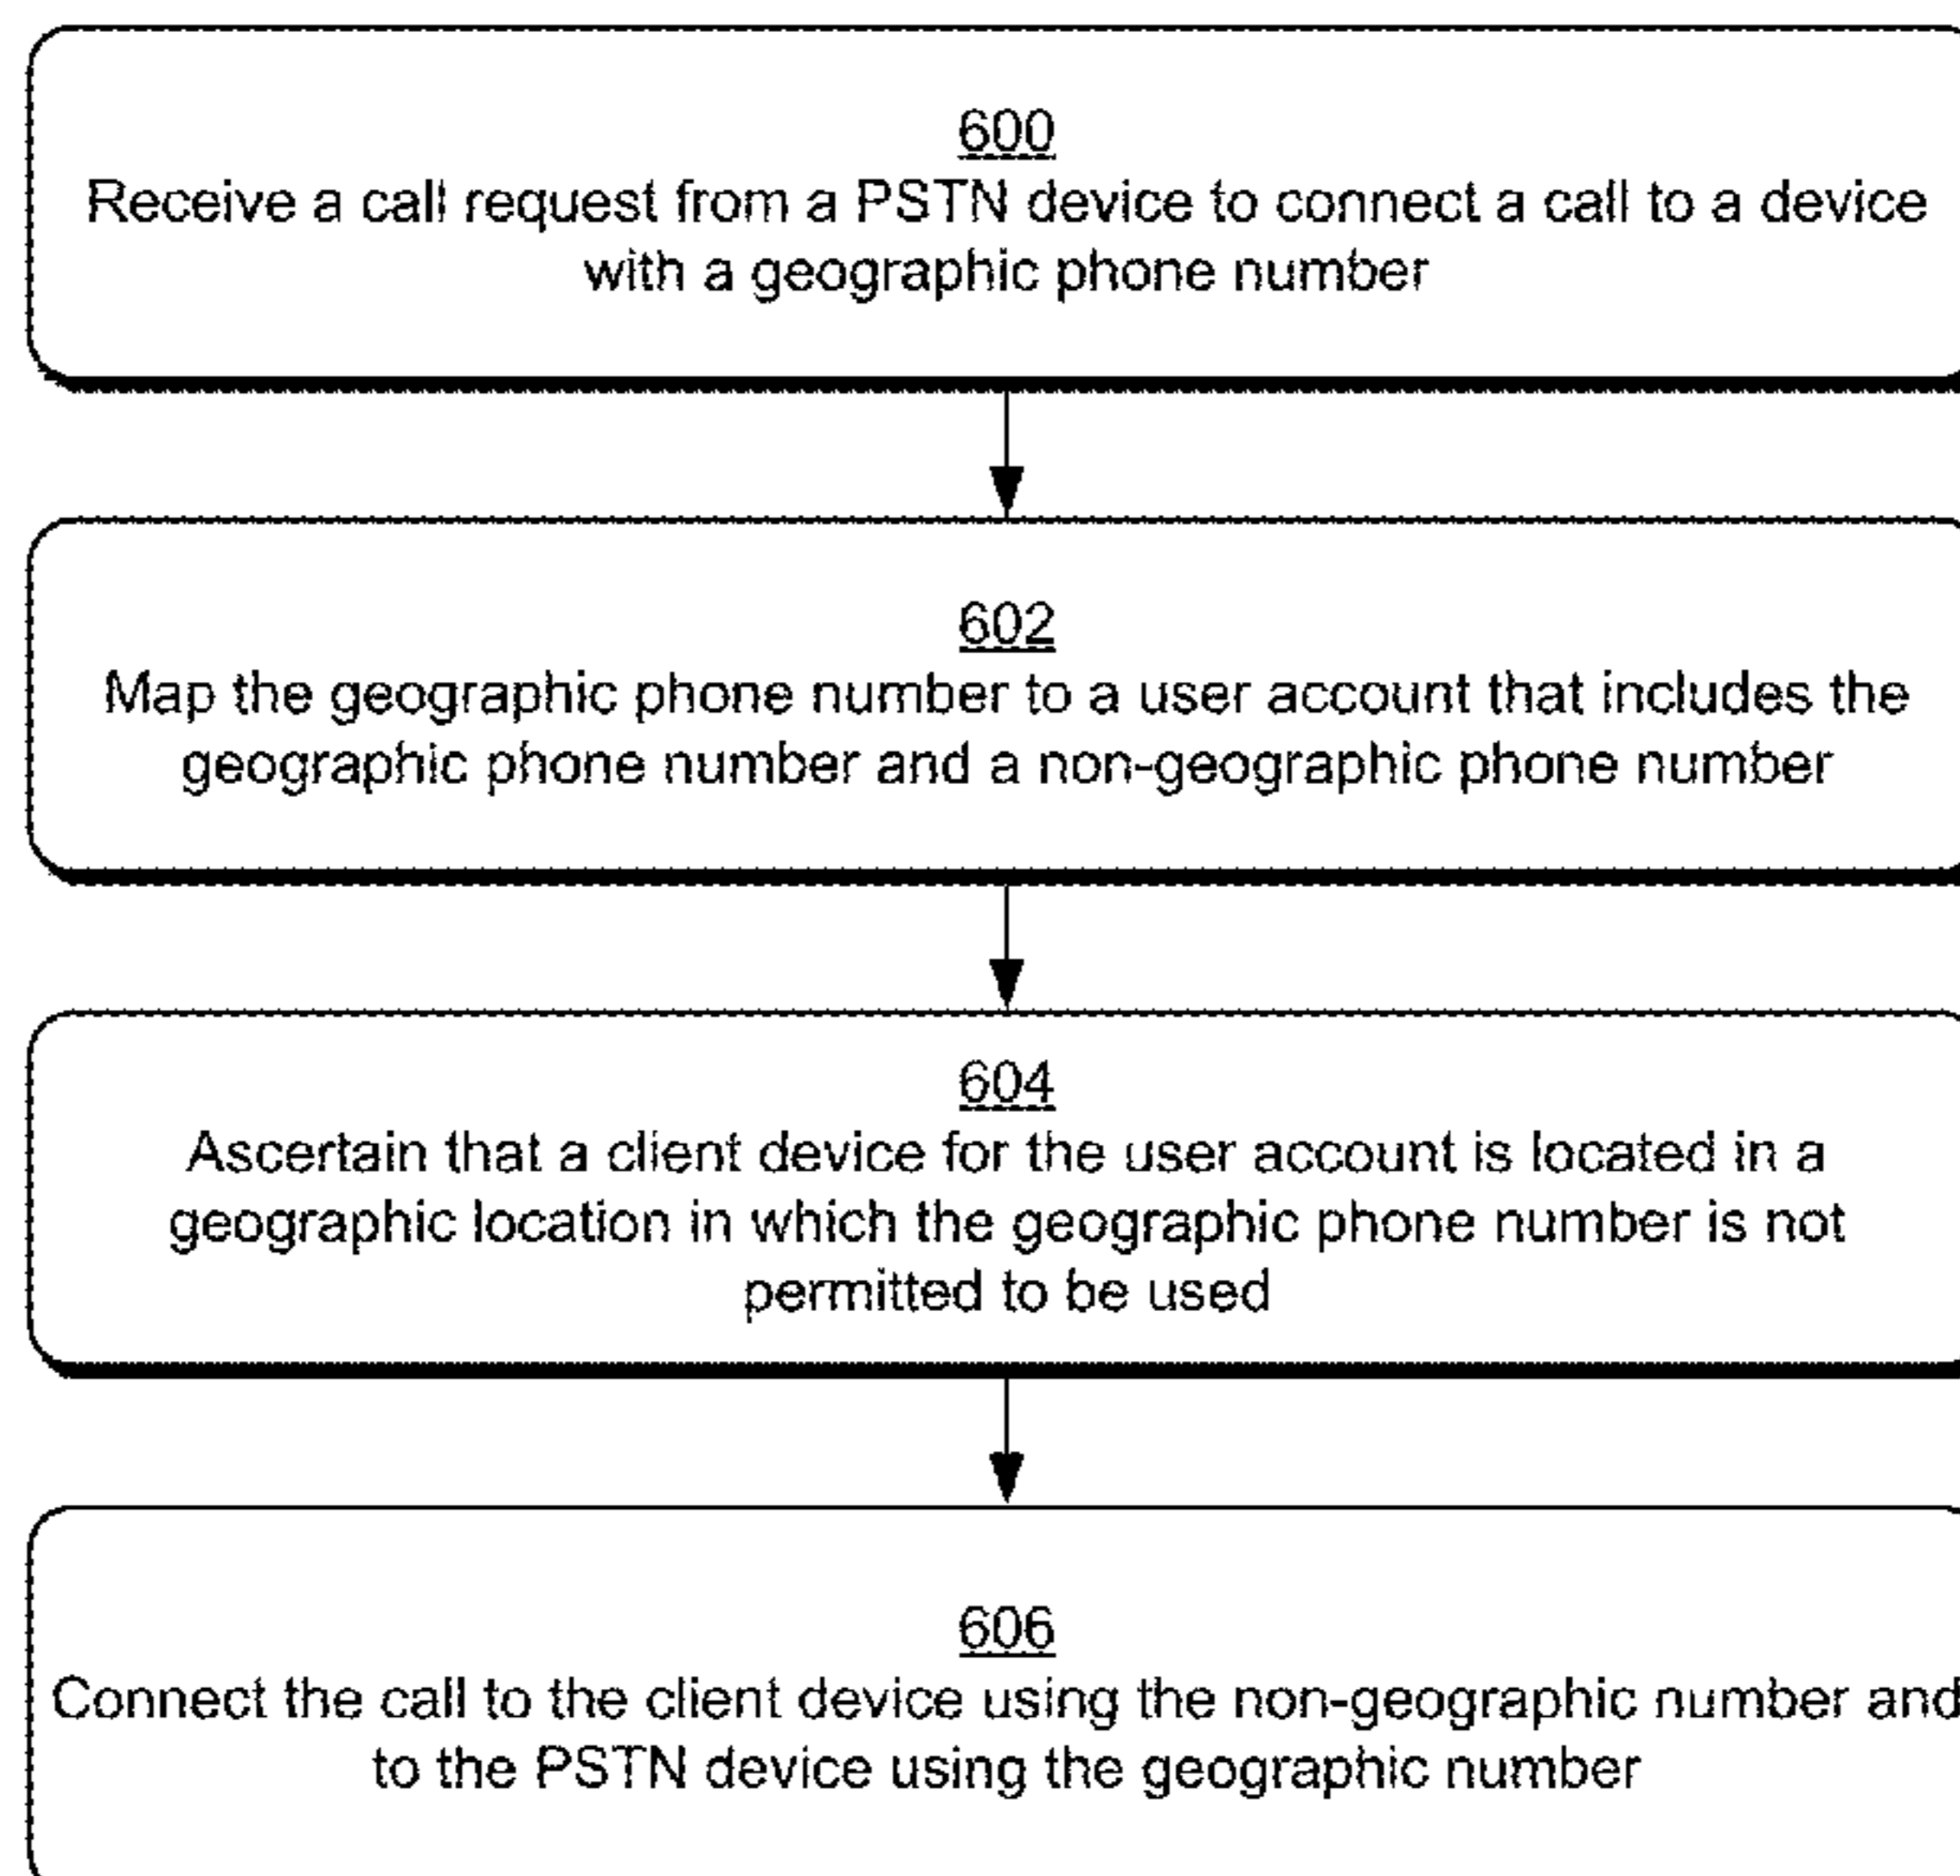 600
Receive a call request from a PSTN device to connect a call to a device
with a geographic phone number
602
Map the geographic phone number to a user account that includes the
geographic phone number and a non-geographic phone number
604
Ascertain that a client device for the user account is located in a
geographic location in which the geographic phone number is not
permitted to be used
606
Connect the call to the client device using the non-geographic number and
to the PSTN device using the geographic number